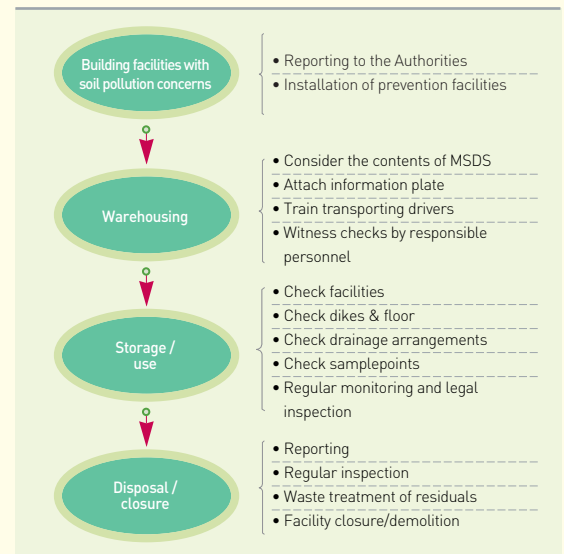 Building facilities with
soil pollution concerns
• Reporting to the Authorities
• Installation of prevention facilities
Warehousing
• Consider the contents of MSDS
• Attach information plate
• Train transporting drivers
• Witness checks by responsible
personnel
Storage /
use
• Check facilities
• Check dikes & floor
• Check drainage arrangements
• Check samplepoints
• Regular monitoring and legal
inspection
Disposal /
closure
• Reporting
• Regular inspection
• Waste treatment of residuals
• Facility closure/demolition